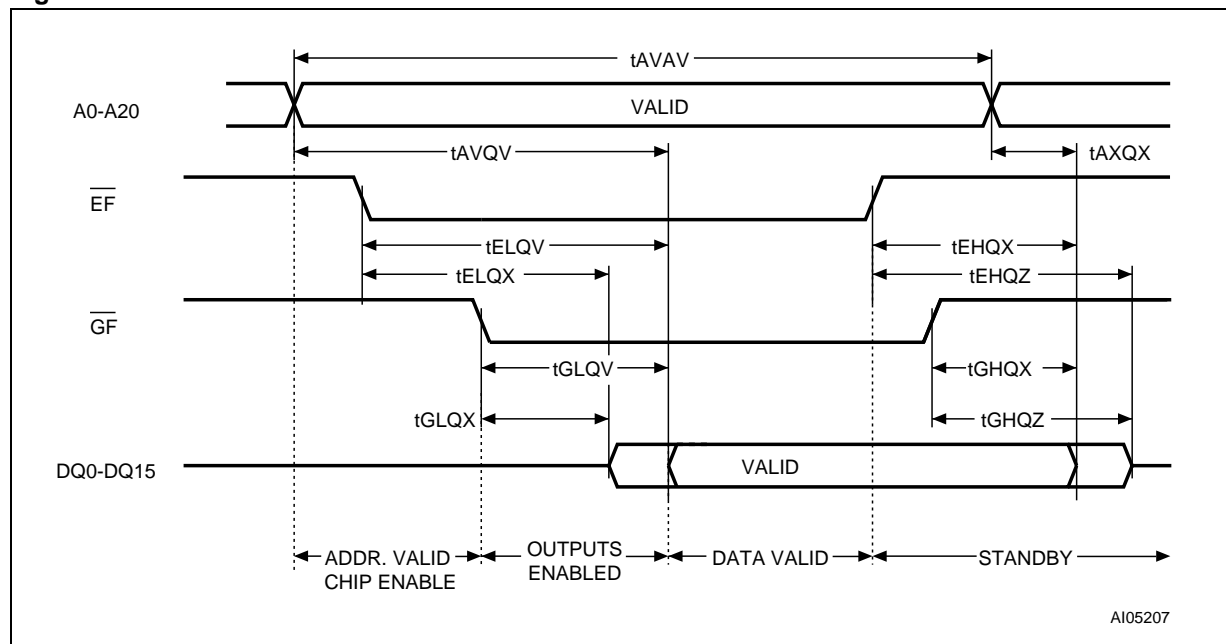 tAVAV
A0-A20
VALID
tAVQV
tAXQX
EF
tELQV
tEHQX
tELQX
tEHQZ
GF
tGLQV
tGHQX
tGLQX
tGHQZ
DQ0-DQ15
VALID
ADDR. VALID
CHIP ENABLE
OUTPUTS
ENABLED
DATA VALID
STANDBY
AI05207